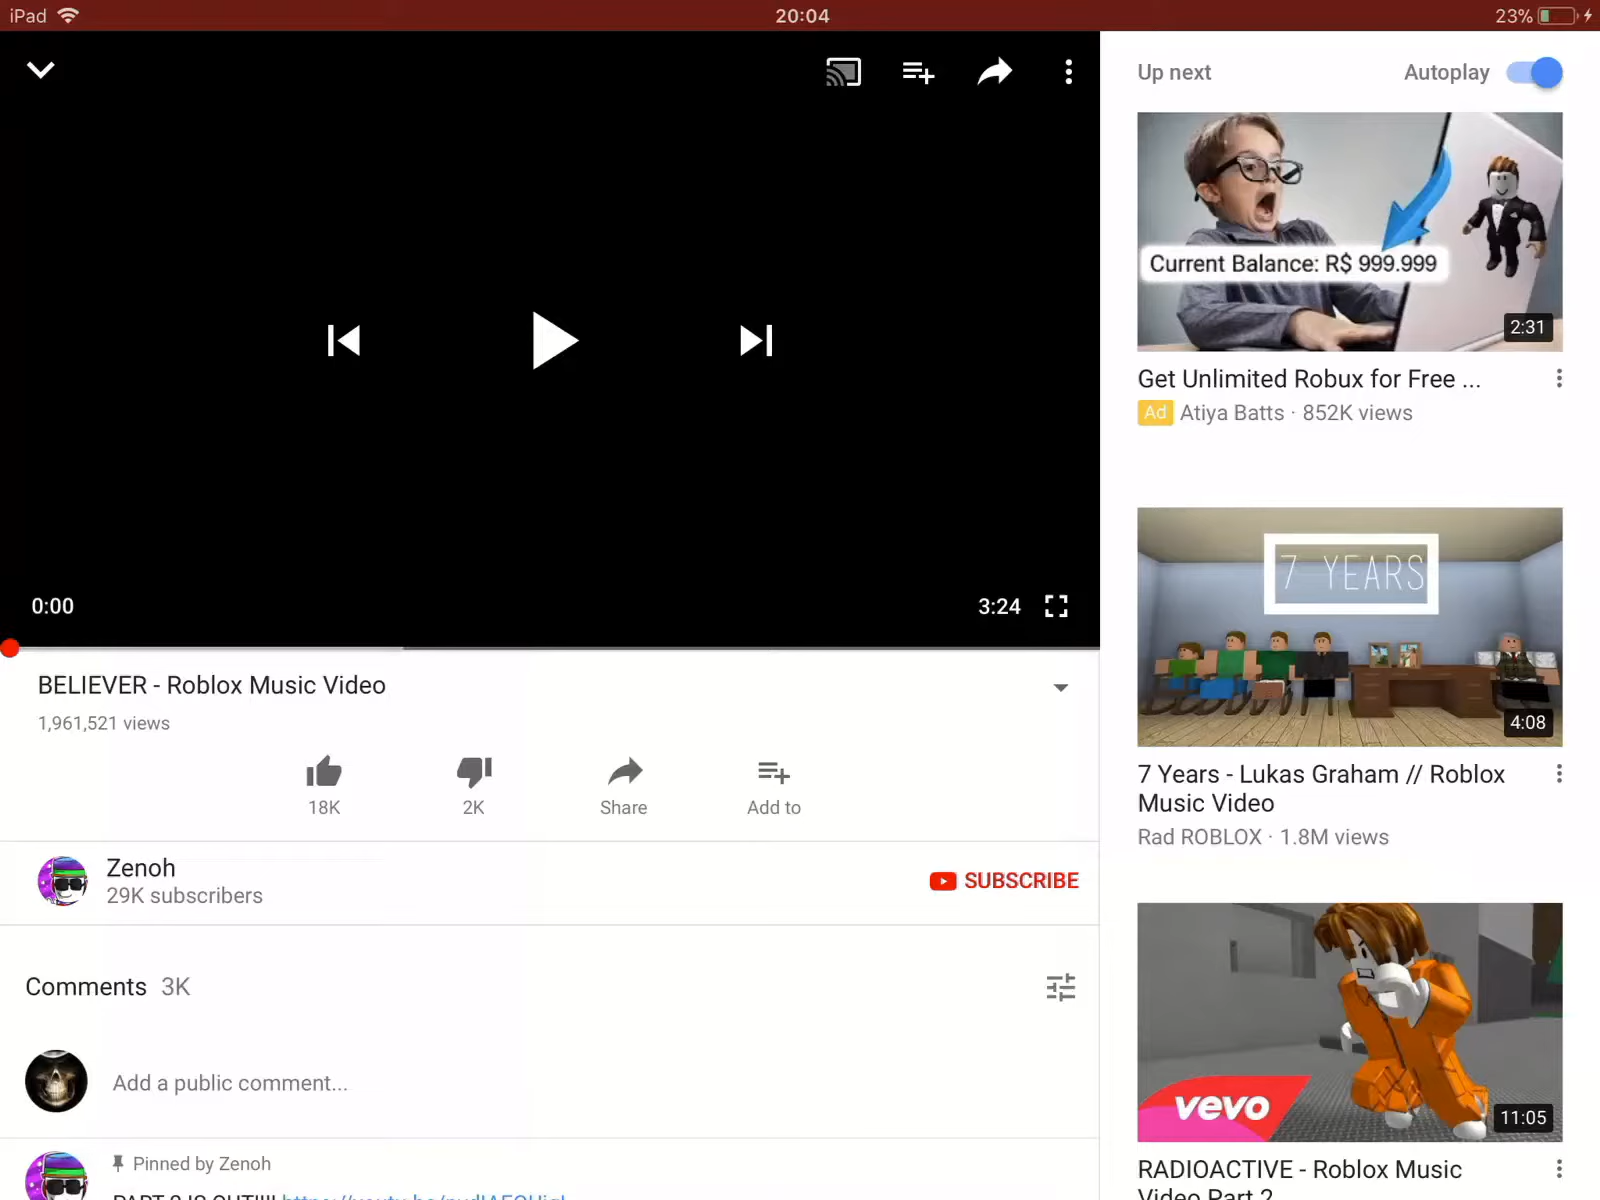 iPad
20:04
23%
0:00
3:24
BELIEVER - Roblox Music Video
1,961,521 views
18K
2K
Share
Add to
Zenoh
29K subscribers
SUBSCRIBE
Comments 3K
Add a public comment...
Pinned by Zenoh
Up next
Autoplay
Current Balance: R$ 999.999
2:31
Get Unlimited Robux for Free ...
Ad Atiya Batts · 852K views
7 YEARS
4:08
7 Years - Lukas Graham // Roblox
Music Video
Rad ROBLOX · 1.8M views
vevo
11:05
RADIOACTIVE - Roblox Music
Video Part 2